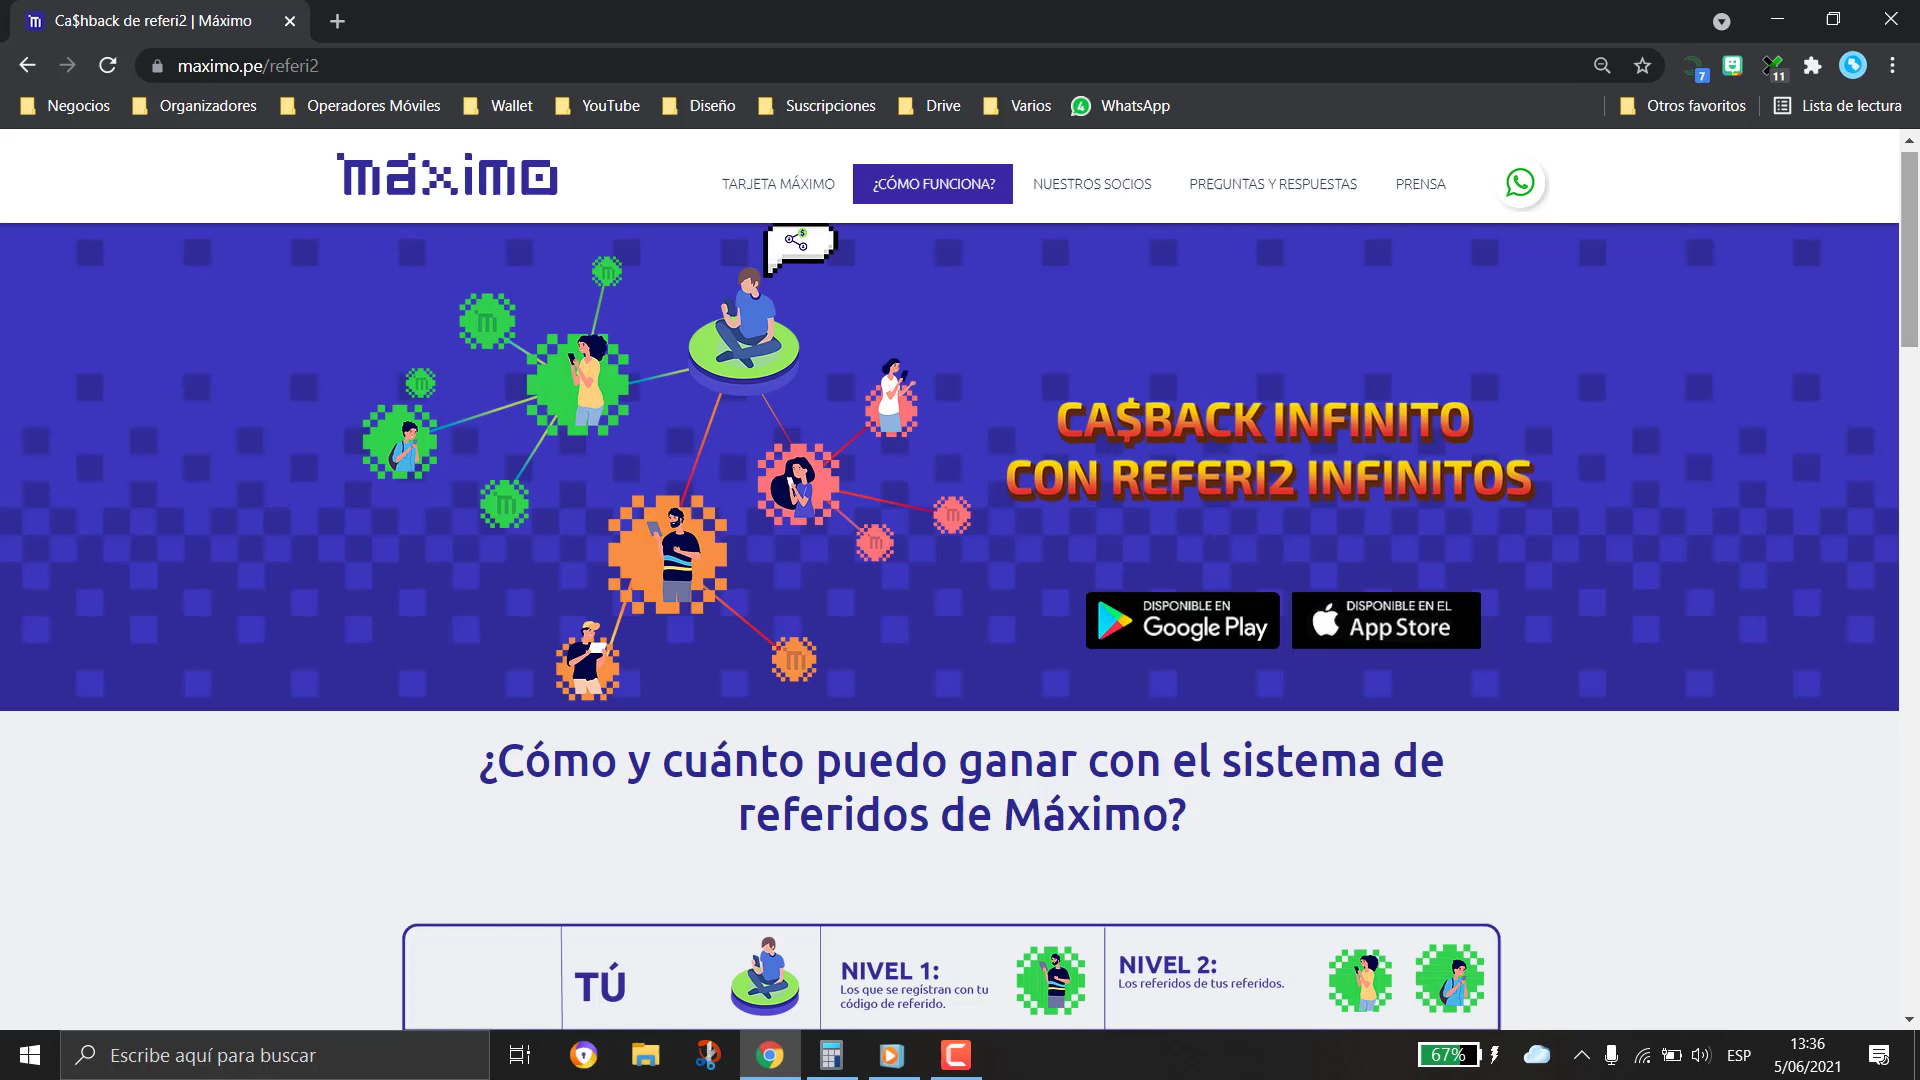 Ca$hback de referi2 | Máximo
maximo.pe/referi2
7
11
Negocios
Organizadores
Operadores Móviles
Wallet
YouTube
Diseño
Suscripciones
Drive
Varios
4
WhatsApp
Otros favoritos
Lista de lectura
máximo
TARJETA MÁXIMO
¿CÓMO FUNCIONA?
NUESTROS SOCIOS
PREGUNTAS Y RESPUESTAS
PRENSA
CA$BACK INFINITO
CON REFERI2 INFINITOS
DISPONIBLE EN
Google Play
DISPONIBLE EN EL
App Store
¿Cómo y cuánto puedo ganar con el sistema de
referidos de Máximo?
TÚ
NIVEL 1:
Los que se regístran con tu
código de referido.
NIVEL 2:
Los referidos de tus referidos.
Escribe aquí para buscar
67%
ESP
13:36
5/06/2021